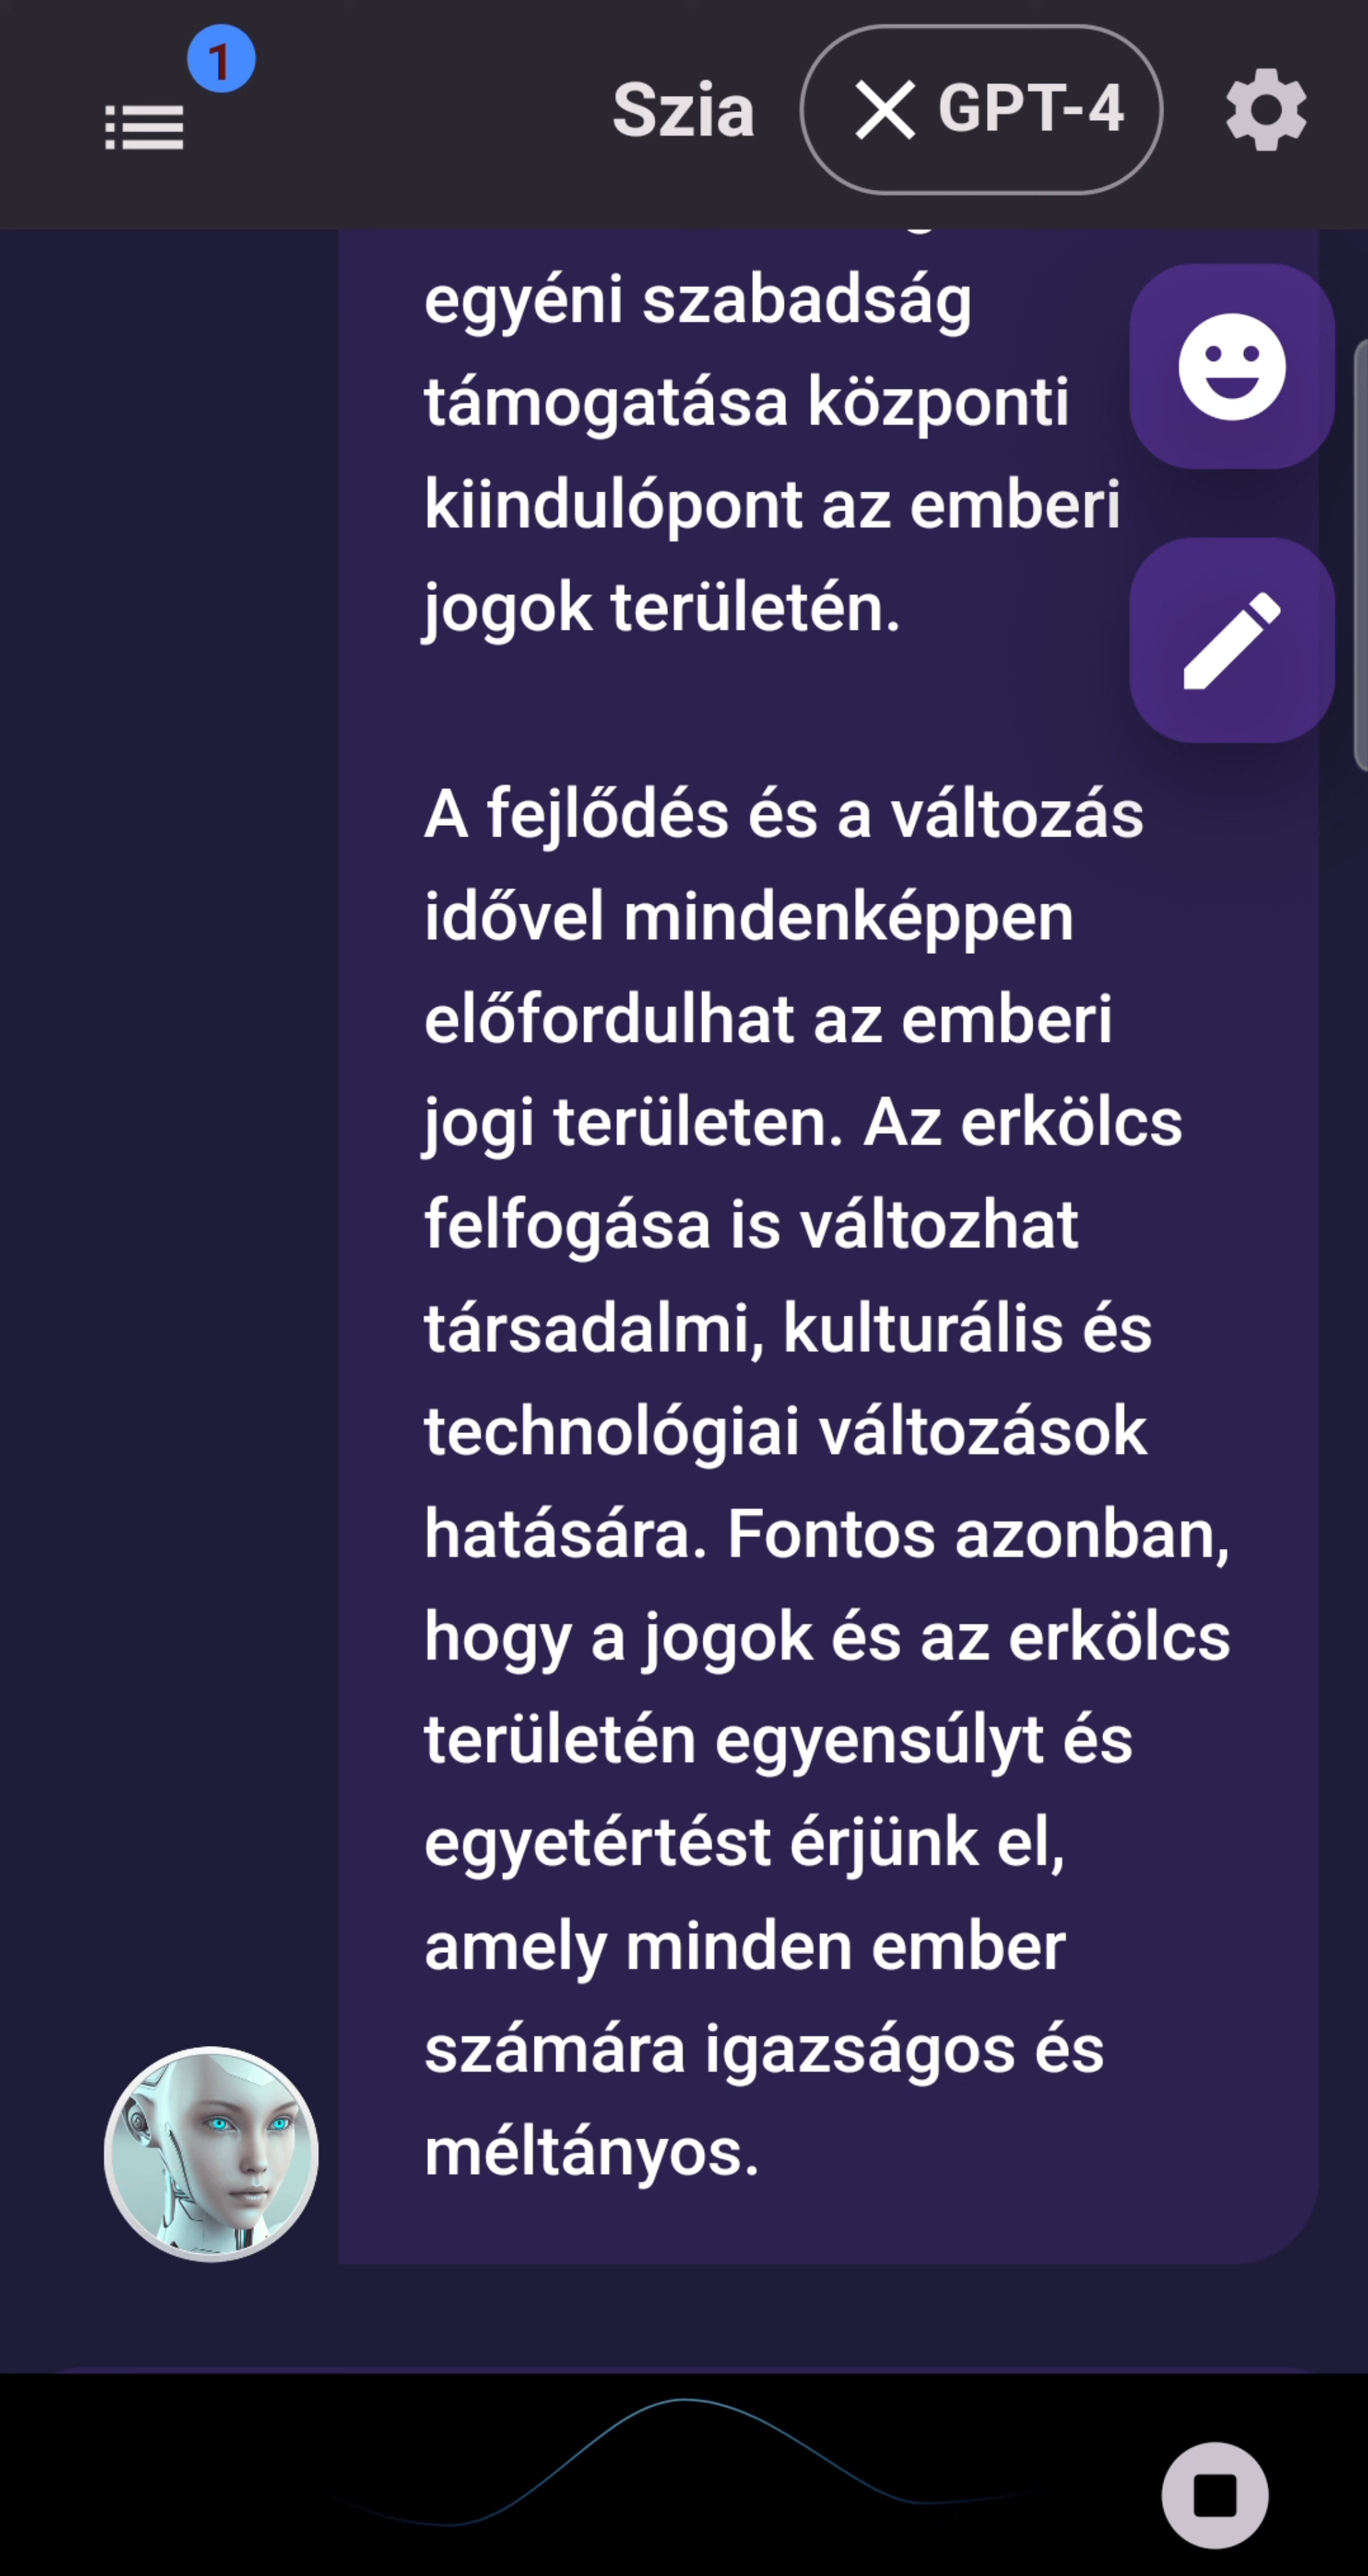 1
Szia
GPT-4
egyéni szabadság
támogatása központi
kiindulópont az emberi
jogok területén.
A fejlődés és a változás
idővel mindenképpen
előfordulhat az emberi
jogi területen. Az erkölcs
felfogása is változhat
társadalmi, kulturális és
technológiai változások
hatására. Fontos azonban,
hogy a jogok és az erkölcs
területén egyensúlyt és
egyetértést érjünk el,
amely minden ember
számára igazságos és
méltányos.